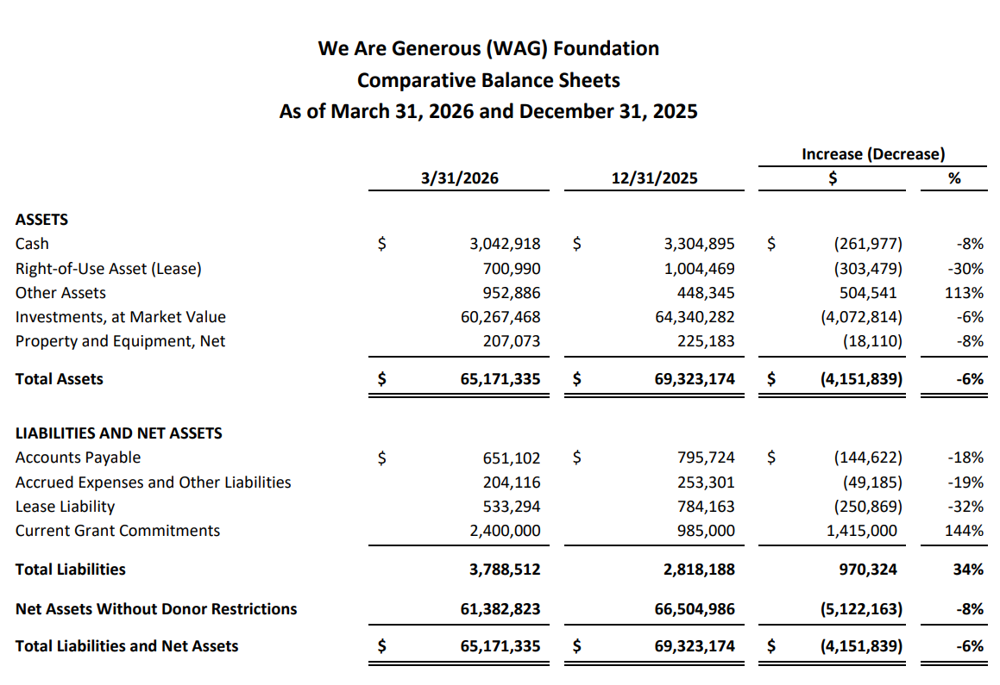 We Are Generous (WAG) Foundation
Comparative Balance Sheets
As of March 31, 2026 and December 31, 2025
Increase (Decrease)
3/31/2026 12/31/2025 $ %
ASSETS
Cash $ 3,042,918 $ 3,304,895 $ (261,977) -8%
Right-of-Use Asset (Lease) 700,990 1,004,469 (303,479) -30%
Other Assets 952,886 448,345 504,541 113%
Investments, at Market Value 60,267,468 64,340,282 (4,072,814) -6%
Property and Equipment, Net 207,073 225,183 (18,110) -8%
Total Assets $ 65,171,335 $ 69,323,174 $ (4,151,839) -6%
LIABILITIES AND NET ASSETS
Accounts Payable $ 651,102 $ 795,724 $ (144,622) -18%
Accrued Expenses and Other Liabilities 204,116 253,301 (49,185) -19%
Lease Liability 533,294 784,163 (250,869) -32%
Current Grant Commitments 2,400,000 985,000 1,415,000 144%
Total Liabilities 3,788,512 2,818,188 970,324 34%
Net Assets Without Donor Restrictions 61,382,823 66,504,986 (5,122,163) -8%
Total Liabilities and Net Assets $ 65,171,335 $ 69,323,174 $ (4,151,839) -6%